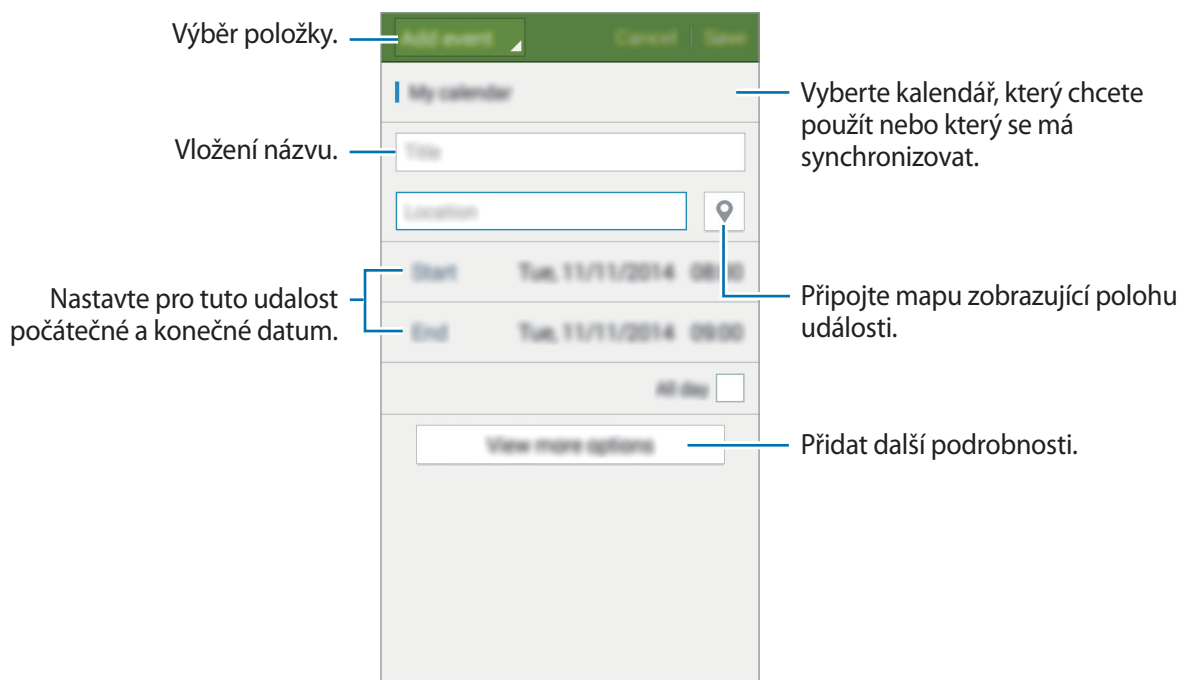 Výběr položky.
Add event
Cancel
Save
My calendar
Vyberte kalendář, který chcete
použít nebo který se má
synchronizovat.
Vložení názvu.
Title
Location
Start
Tue, 11/11/2014
Nastavte pro tuto udalost
počátečné a konečné datum.
Připojte mapu zobrazující polohu
události.
End
Tue, 11/11/2014 09:00
All day
View more options
Přidat další podrobnosti.